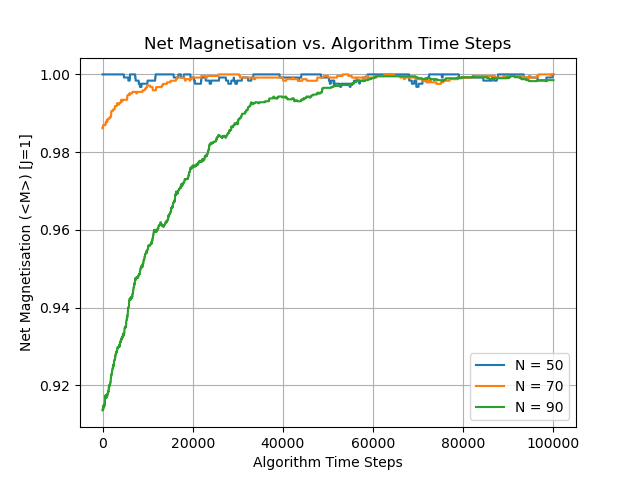 Net Magnetisation vs. Algorithm Time Steps
Net Magnetisation (<M>) [J=1]
1.00
0.98
0.96
0.94
0.92
N = 50
N = 70
N = 90
0 20000 40000 60000 80000 100000
Algorithm Time Steps